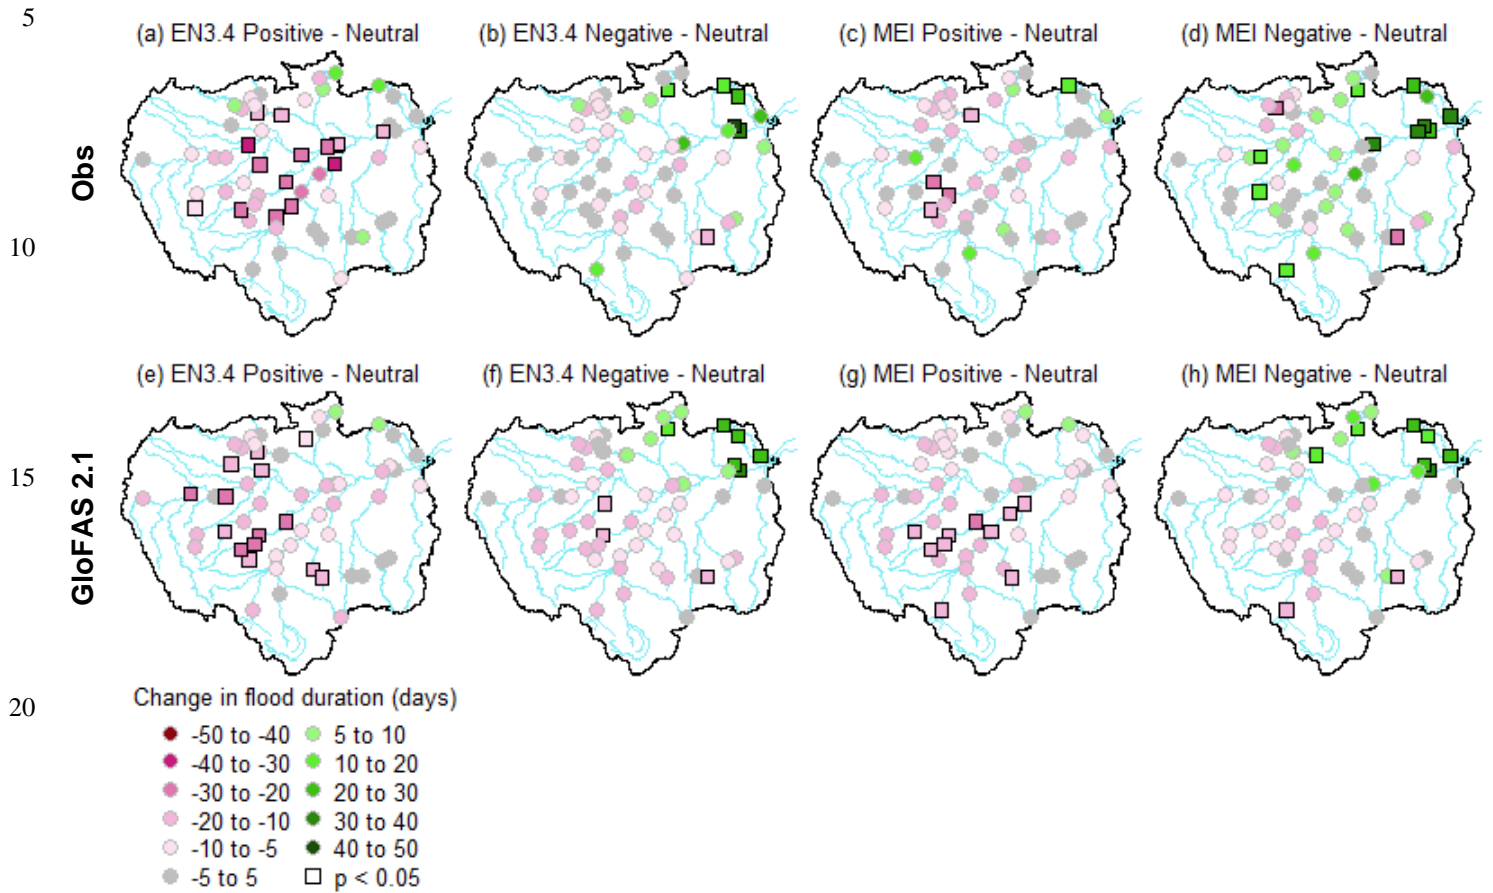 5
(a) EN3.4 Positive - Neutral (b) EN3.4 Negative - Neutral (c) MEI Positive - Neutral (d) MEI Negative - Neutral
Obs
10
(e) EN3.4 Positive - Neutral (f) EN3.4 Negative - Neutral (g) MEI Positive - Neutral (h) MEI Negative - Neutral
15
GloFAS 2.1
20
Change in flood duration (days)
-50 to -40 5 to 10
-40 to -30 10 to 20
-30 to -20 20 to 30
-20 to -10 30 to 40
-10 to -5 40 to 50
-5 to 5 p < 0.05